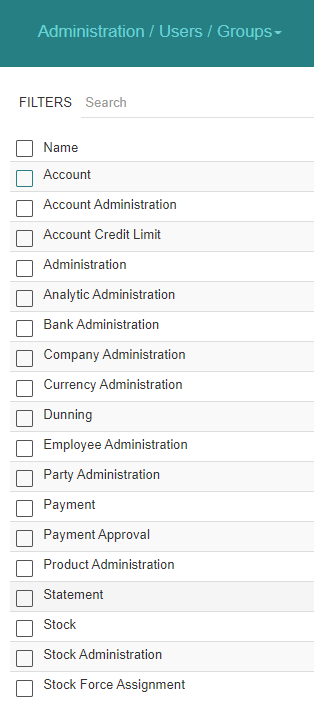 Administration / Users / Groups
FILTERS Search
Name
Account
Account Administration
Account Credit Limit
Administration
Analytic Administration
Bank Administration
Company Administration
Currency Administration
Dunning
Employee Administration
Party Administration
Payment
Payment Approval
Product Administration
Statement
Stock
Stock Administration
Stock Force Assignment